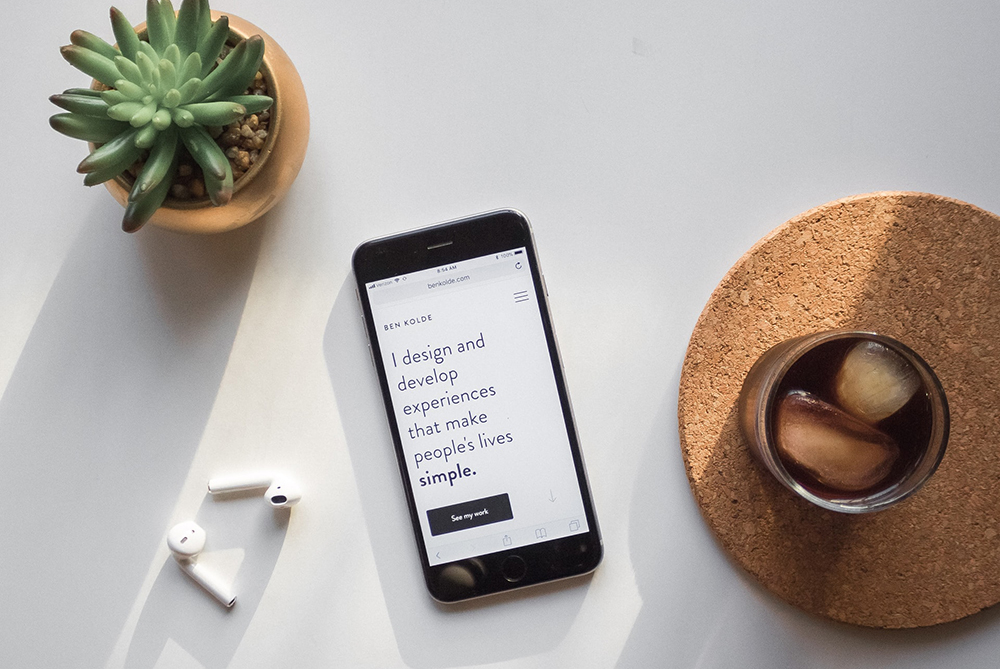 Verizon 8:54 AM 100%
benkolde.com
BEN KOLDE
I design and
develop
experiences
that make
people's lives
simple.
See my work